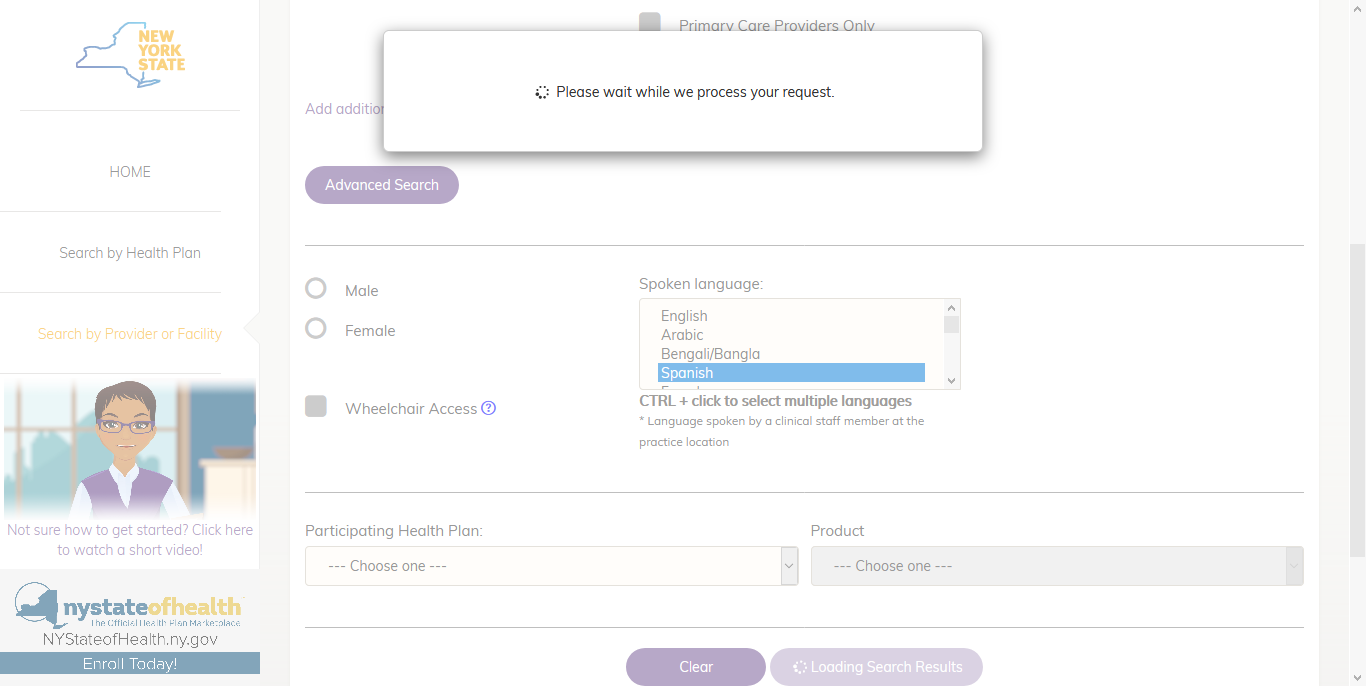 NEW
YORK
STATE
HOME
Search by Health Plan
Search by Provider or Facility
Not sure how to get started? Click here
to watch a short video!
nystateofhealth
The Official Health Plan Marketplace
NYStateofHealth.ny.gov
Enroll Today!
Primary Care Providers Only
Please wait while we process your request.
Add
Advanced Search
Male
Female
Wheelchair Access ?
Spoken language:
English
Arabic
Bengali/Bangla
Spanish
CTRL + click to select multiple languages
* Language spoken by a clinical staff member at the
practice location
Participating Health Plan:
--- Choose one ---
Product
--- Choose one ---
Clear
Loading Search Results